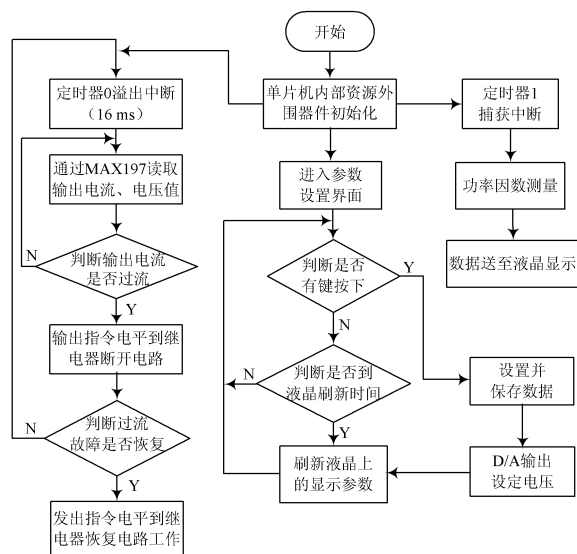 开始
定时器0溢出中断
（16 ms）
单片机内部资源外
围器件初始化
定时器1
捕获中断
通过MAX197读取
输出电流、电压值
进入参数
设置界面
功率因数测量
N
判断输出电流
是否过流
判断是否
有键按下
Y
数据送至液晶显示
Y
N
输出指令电平到继
电器断开电路
判断是否到
液晶刷新时间
N
设置并
保存数据
判断过流
故障是否恢复
N
Y
刷新液晶上
的显示参数
D/A输出
设定电压
Y
发出指令电平到继
电器恢复电路工作